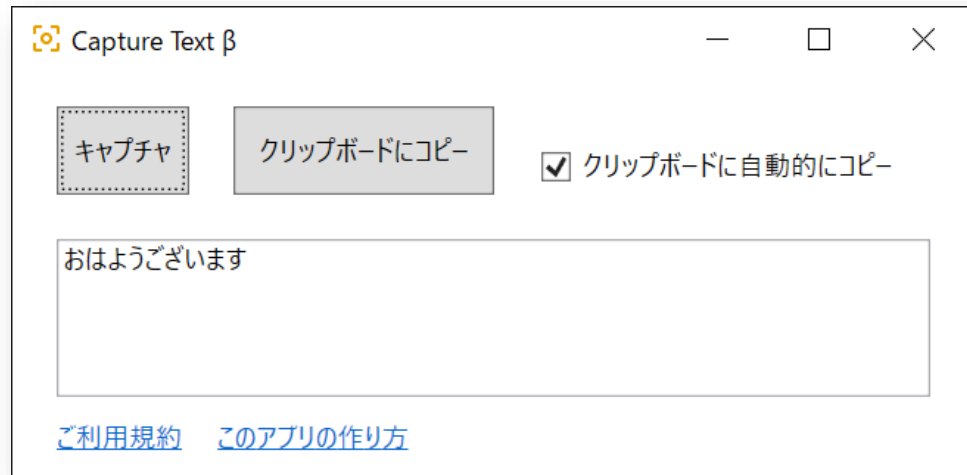 Capture Text β
キャプチャ
クリップボードにコピー
クリップボードに自動的にコピー
おはようございます
ご利用規約
このアプリの作り方